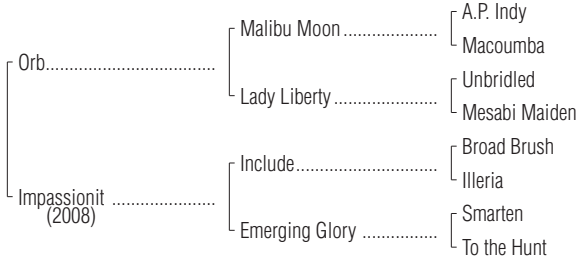 A.P. Indy
Malibu Moon
Macoumba
Orb
Unbridled
Lady Liberty
Mesabi Maiden
Broad Brush
Include
Illeria
Impassionit
(2008)
Smarten
Emerging Glory
To the Hunt